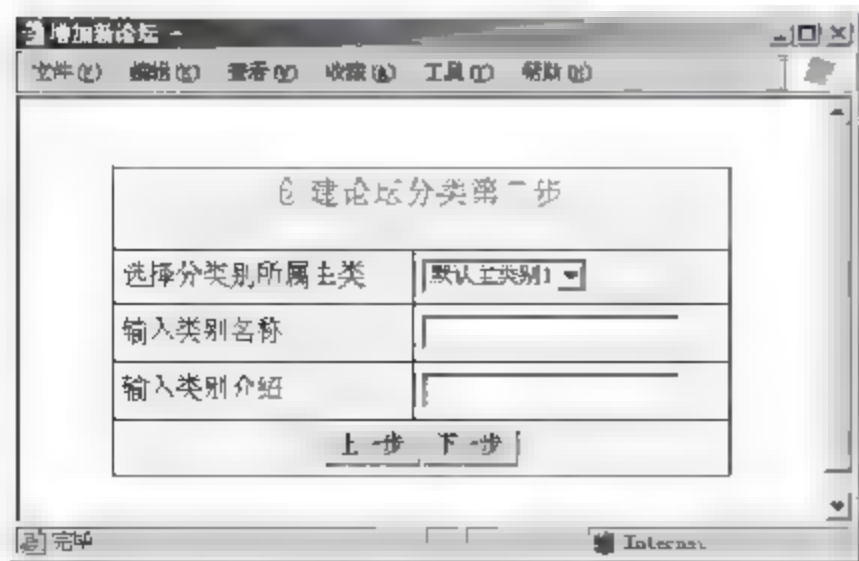 增加新论坛 -
文件(F) 编辑(E) 查看(V) 收藏(A) 工具(T) 帮助(H)
建论坛分类第二步
选择分类别所属主类 默认主类别1
输入类别名称
输入类别介绍
上一步 下一步
完毕 Internet